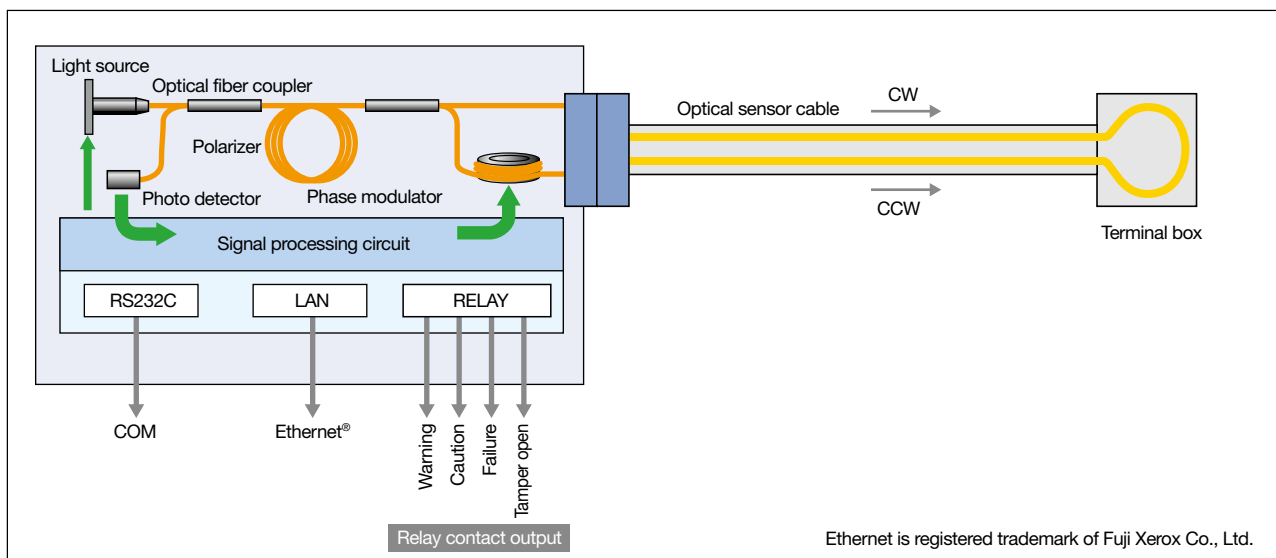 Light source
Optical fiber coupler
Polarizer
Photo detector
Phase modulator
Optical sensor cable
CW
CCW
Terminal box
Signal processing circuit
RS232C
LAN
RELAY
COM
Ethernet®
Warning
Caution
Failure
Tamper open
Relay contact output
Ethernet is registered trademark of Fuji Xerox Co., Ltd.